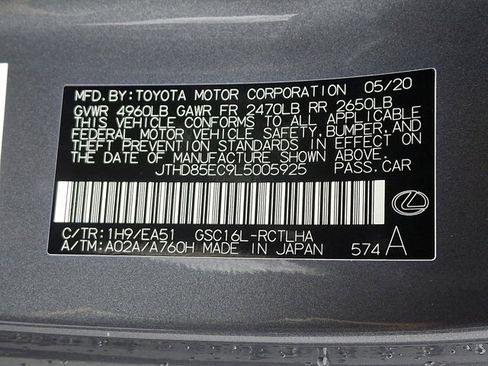 MFD.BY:TOYOTA MOTOR CORPORATION 05/20
GVWR 4960LB GAWR FR 2470LB RR 2650LB
THIS VEHICLE CONFORMS TO ALL APPLICABLE
FEDERAL MOTOR VEHICLE SAFETY,BUMPER,AND
THEFT PREVENTION STANDARDS IN EFFECT ON
THE DATE OF MANUFACTURE SHOWN ABOVE.
JTHD85EC9L5005925 PASS.CAR
C/TR:1H9/EA51 GSC16L-RCTLHA
A/TM:A02A/A760H MADE IN JAPAN 574 A